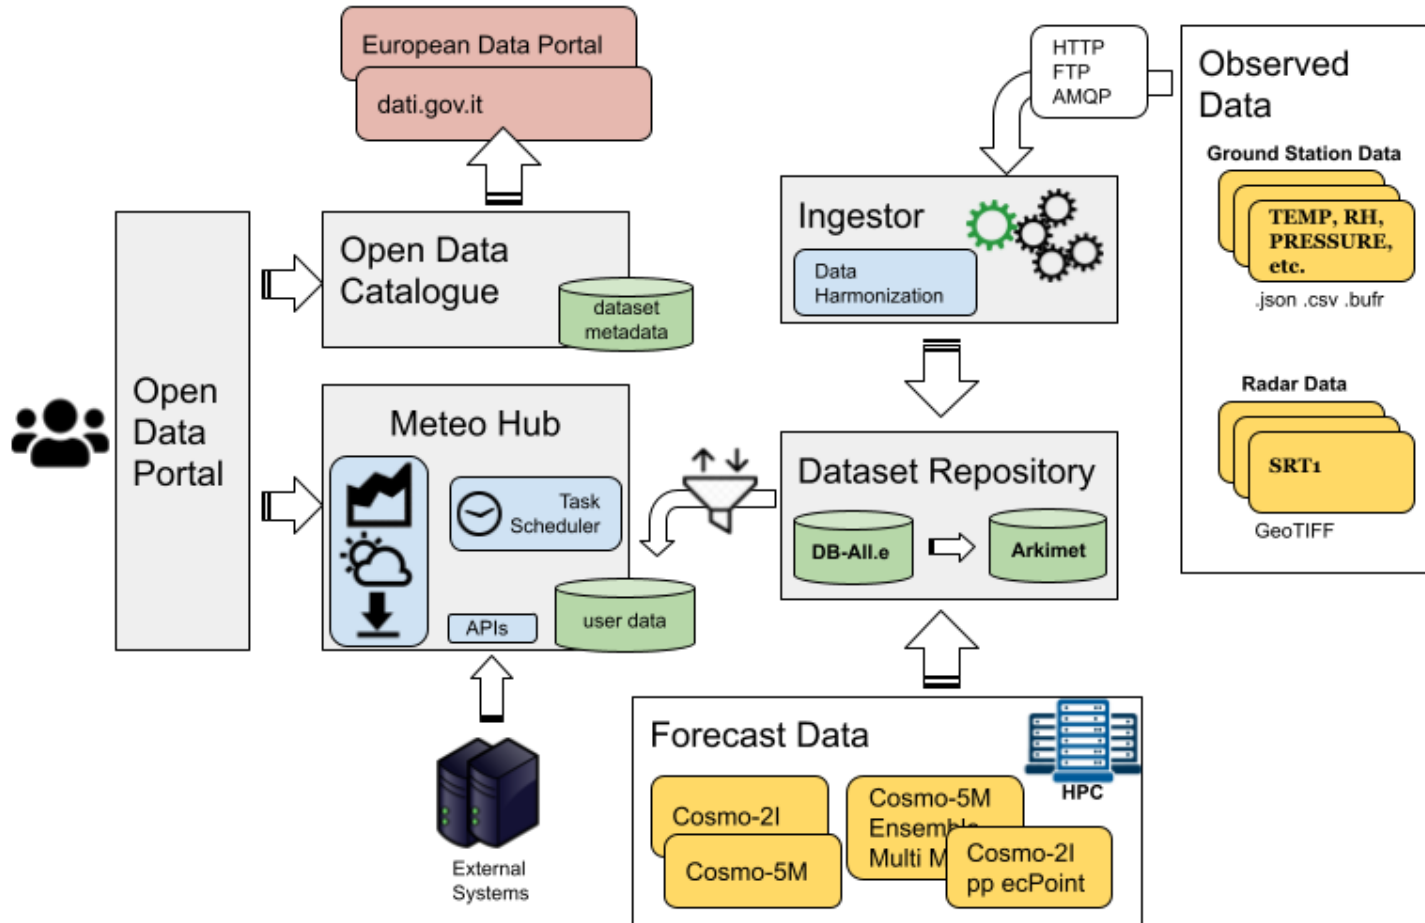 European Data Portal
dati.gov.it
HTTP
FTP
AMQP
Observed
Data
Ground Station Data
TEMP, RH,
PRESSURE,
etc.
.json .csv .bufr
Radar Data
SRT1
GeoTIFF
Ingestor
Data
Harmonization
Open Data
Catalogue
dataset
metadata
Open
Data
Portal
Meteo Hub
Task
Scheduler
APIs
user data
Dataset Repository
DB-All.e
Arkimet
External
Systems
Forecast Data
HPC
Cosmo-2I
Cosmo-5M
Cosmo-5M
Ensemble
Multi M
Cosmo-2I
pp ecPoint